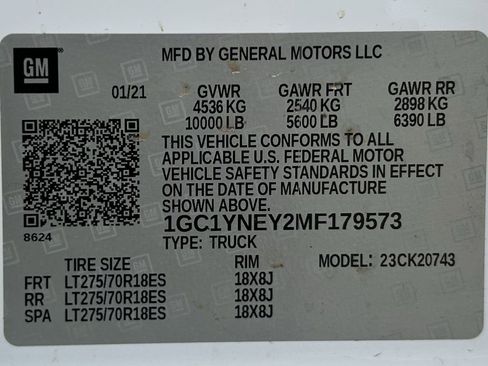 GM
MFD BY GENERAL MOTORS LLC
01/21 GVWR GAWR FRT GAWR RR
4536 KG 2540 KG 2898 KG
10000 LB 5600 LB 6390 LB
THIS VEHICLE CONFORMS TO ALL
APPLICABLE U.S. FEDERAL MOTOR
VEHICLE SAFETY STANDARDS IN EFFECT
ON THE DATE OF MANUFACTURE
SHOWN ABOVE.
8624
1GC1YNEY2MF179573
TYPE: TRUCK
TIRE SIZE RIM MODEL: 23CK20743
FRT LT275/70R18ES 18X8J
RR LT275/70R18ES 18X8J
SPA LT275/70R18ES 18X8J